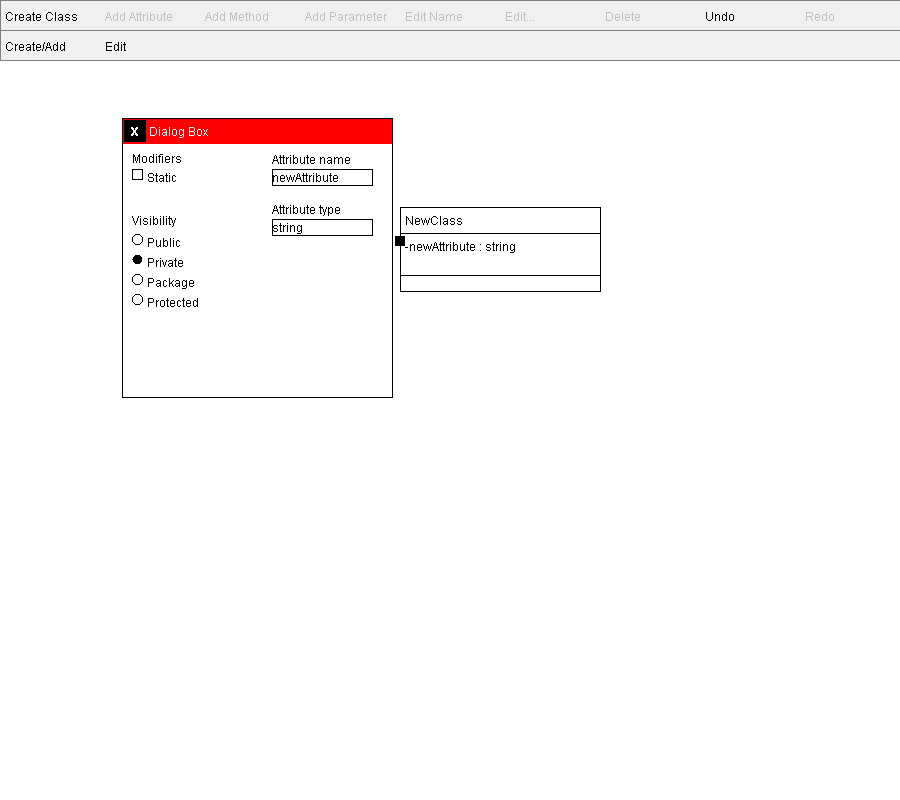 Create Class Add Attribute Add Method Add Parameter Edit Name Edit... Delete Undo Redo
Create/Add Edit
X Dialog Box
Modifiers
Static
Visibility
Public
Private
Package
Protected
Attribute name
newAttribute
Attribute type
string
NewClass
-newAttribute : string